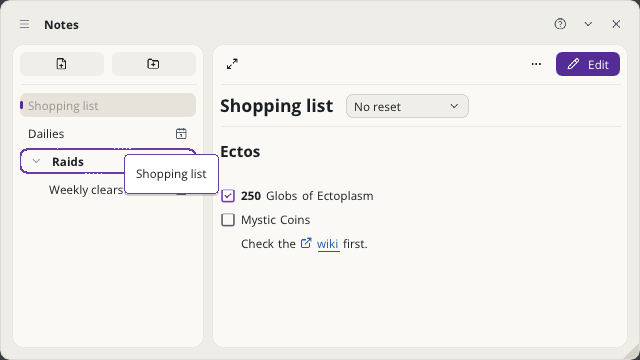 Notes
Edit
Shopping list
Dailies
Raids
Shopping list
Weekly clears
Shopping list
No reset
Ectos
250 Globs of Ectoplasm
Mystic Coins
Check the wiki first.